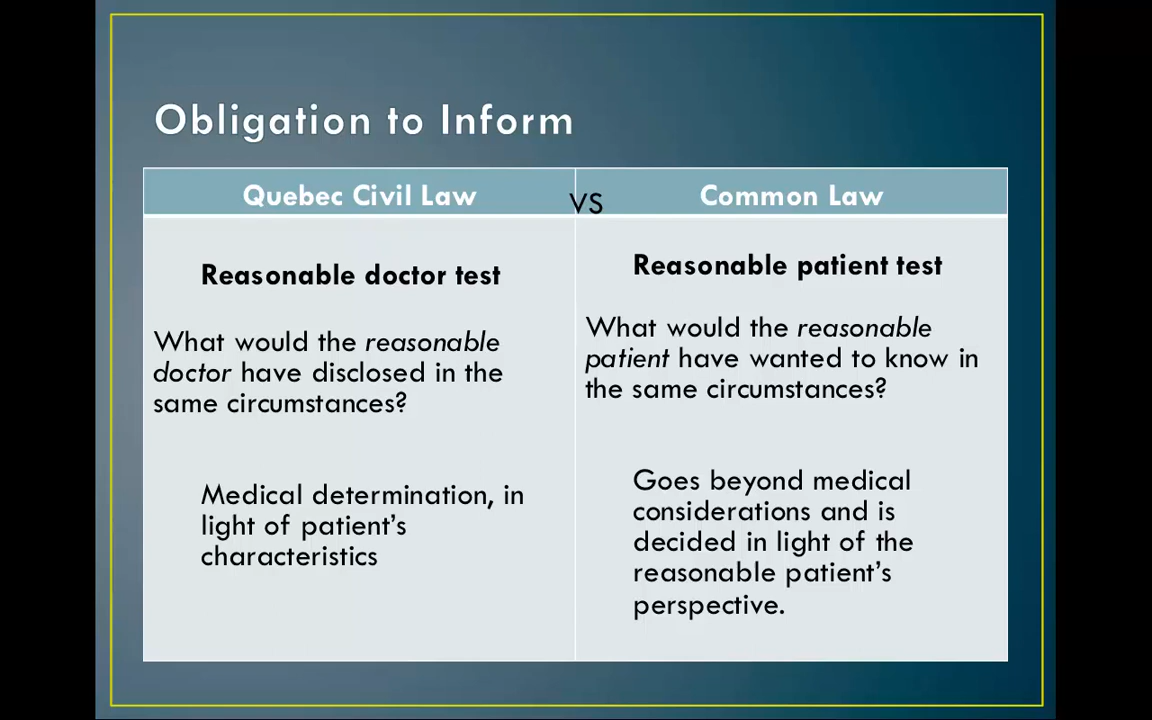 Obligation to Inform
Quebec Civil Law
VS
Common Law
Reasonable doctor test
What would the reasonable
doctor have disclosed in the
same circumstances?
Medical determination, in
light of patient’s
characteristics
Reasonable patient test
What would the reasonable
patient have wanted to know in
the same circumstances?
Goes beyond medical
considerations and is
decided in light of the
reasonable patient’s
perspective.